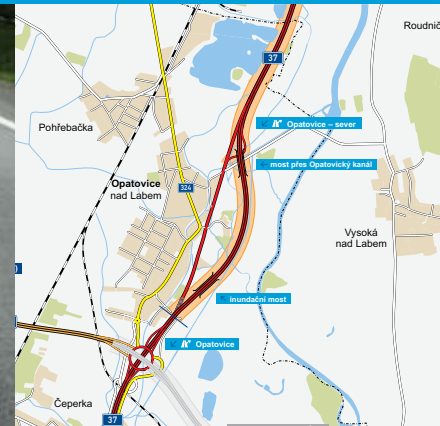 Roudnič
37
Opatovice – sever
Pohřebačka
most přes Opatovický kanál
Opatovice
nad Labem
324
Vysoká
nad Labem
inundační most
Opatovice
Čeperka
37